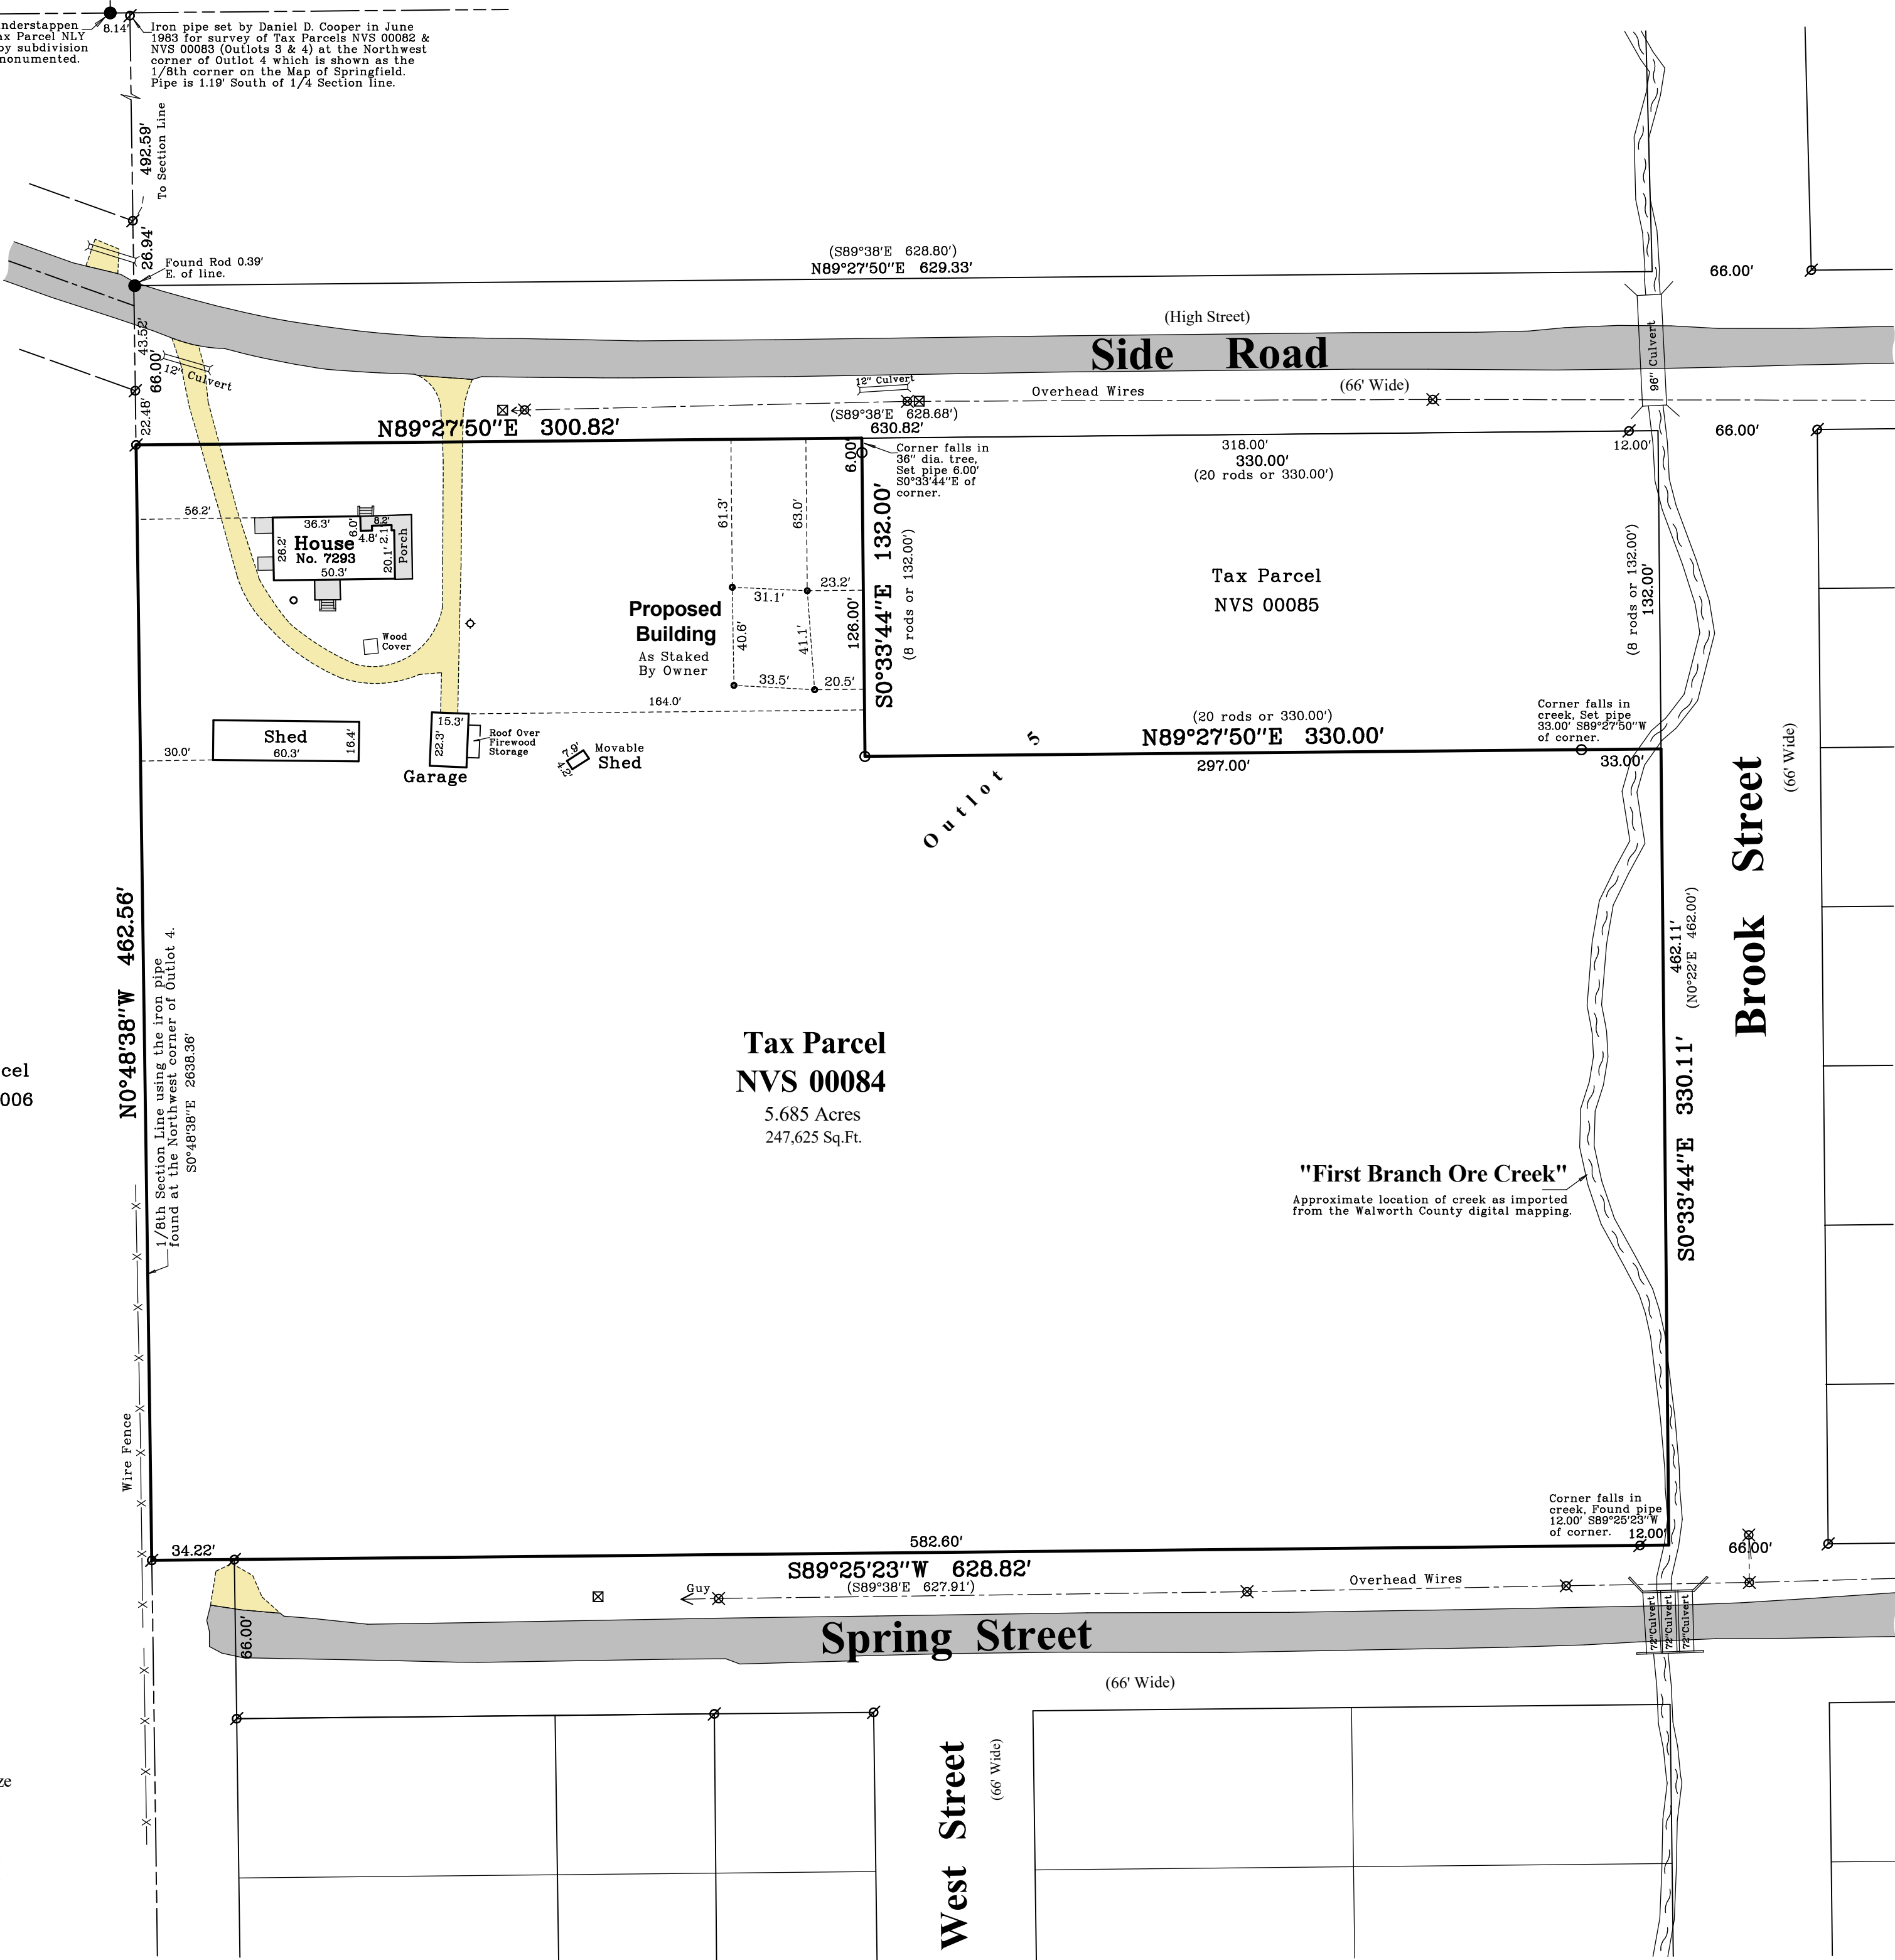 nderstappen
ax Parcel NLY
by subdivision
monumented.
8.14'
Iron pipe set by Daniel D. Cooper in June
1983 for survey of Tax Parcels NVS 00082 &
NVS 00083 (Outlots 3 & 4) at the Northwest
corner of Outlot 4 which is shown as the
1/8th corner on the Map of Springfield.
Pipe is 1.19' South of 1/4 Section line.
492.59'
To Section Line
26.94'
Found Rod 0.39'
E. of line.
(S89°38'E 628.80')
N89°27'50"E 629.33'
66.00'
(High Street)
Side Road
96" Culvert
43.52'
66.00'
12" Culvert
22.48'
12" Culvert
Overhead Wires
(66' Wide)
N89°27'50"E 300.82'
(S89°38'E 628.68')
630.82'
66.00'
6.00'
Corner falls in
36" dia. tree,
Set pipe 6.00'
S0°33'44"E of
corner.
318.00'
330.00'
(20 rods or 330.00')
12.00'
56.2'
36.3'
6.0'
8.2'
4.8'
2.1'
26.2'
House
No. 7293
50.3'
20.1'
Porch
61.3'
63.0'
S0°33'44"E 132.00'
(8 rods or 132.00')
Tax Parcel
NVS 00085
(8 rods or 132.00')
132.00'
31.1'
23.2'
Proposed
Building
As Staked
By Owner
40.6'
41.1'
126.00'
Wood
Cover
33.5'
20.5'
164.0'
Shed
60.3'
16.4'
30.0'
15.3'
22.3'
Garage
Roof Over
Firewood
Storage
7.9'
4.2'
Movable
Shed
(20 rods or 330.00')
N89°27'50"E 330.00'
297.00'
Corner falls in
creek, Set pipe
33.00' S89°27'50"W
of corner.
33.00'
Outlot 5
Brook Street
(66' Wide)
N0°48'38"W 462.56'
1/8th Section Line using the iron pipe
found at the Northwest corner of Outlot 4.
S0°48'38"E 2638.36'
462.11'
(N0°22'E 462.00')
S0°33'44"E 330.11'
cel
006
Tax Parcel
NVS 00084
5.685 Acres
247,625 Sq.Ft.
"First Branch Ore Creek"
Approximate location of creek as imported
from the Walworth County digital mapping.
Wire Fence
Corner falls in
creek, Found pipe
12.00' S89°25'23"W
of corner.
12.00'
34.22'
582.60'
66.00'
S89°25'23"W 628.82'
(S89°38'E 627.91')
Guy
Overhead Wires
66.00'
Spring Street
72"Culvert
72"Culvert
72"Culvert
(66' Wide)
West Street
(66' Wide)
ze